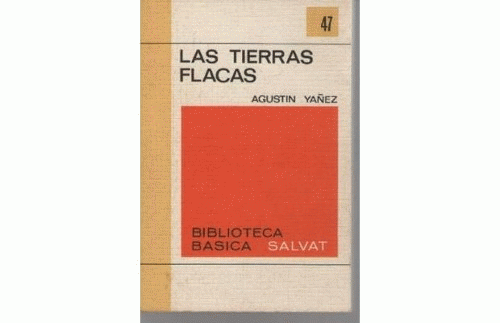 47
LAS TIERRAS
FLACAS
AGUSTIN YAÑEZ
BIBLIOTECA
BASICA SALVAT